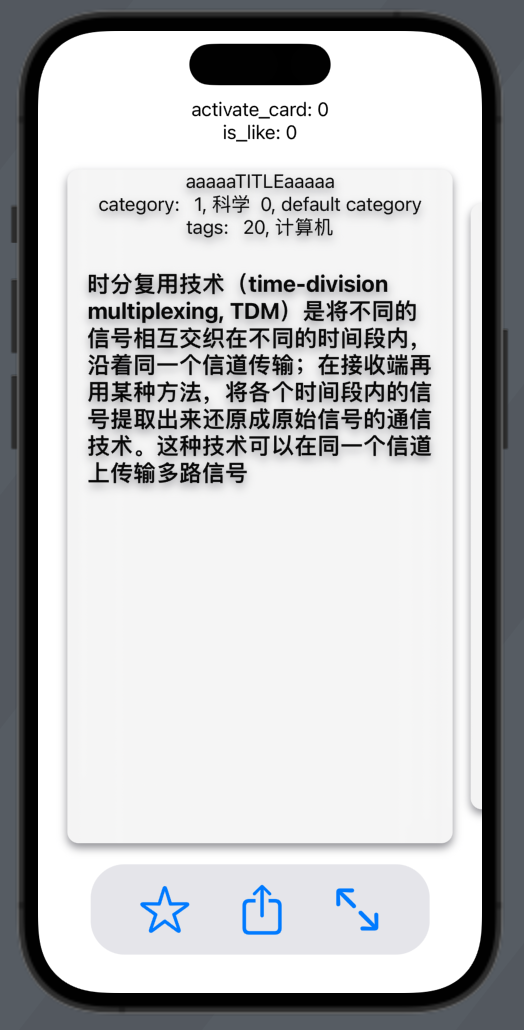 activate_card: 0
is_like: 0
aaaaaTITLEaaaaa
category: 1, 科学 0, default category
tags: 20, 计算机
时分复用技术（time-division
multiplexing, TDM）是将不同的
信号相互交织在不同的时间段内，
沿着同一个信道传输；在接收端再
用某种方法，将各个时间段内的信
号提取出来还原成原始信号的通信
技术。这种技术可以在同一个信道
上传输多路信号